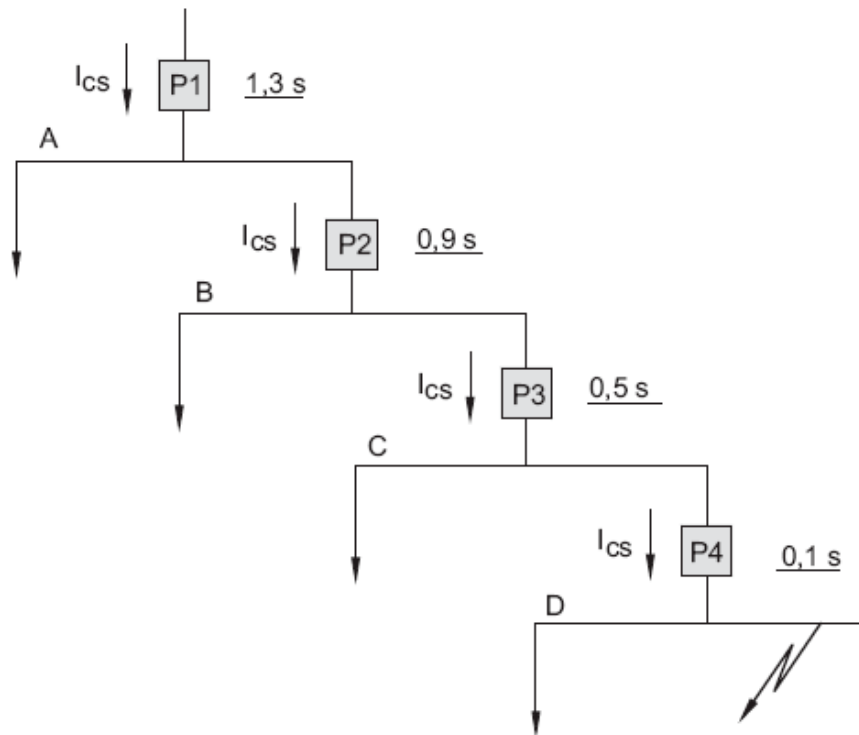 I_CS P1 1,3 s
A
I_CS P2 0,9 s
B
I_CS P3 0,5 s
C
I_CS P4 0,1 s
D